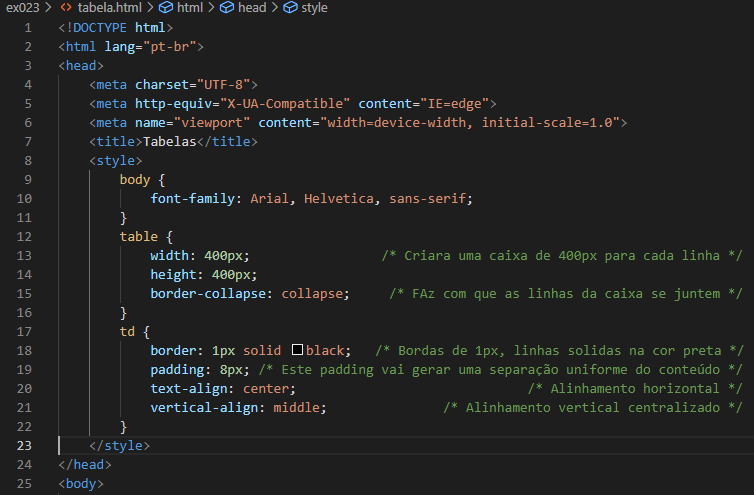 ex023 > tabela.html > html > head > style
1 <!DOCTYPE html>
2 <html lang="pt-br">
3 <head>
4     <meta charset="UTF-8">
5     <meta http-equiv="X-UA-Compatible" content="IE=edge">
6     <meta name="viewport" content="width=device-width, initial-scale=1.0">
7     <title>Tabelas</title>
8     <style>
9         body {
10             font-family: Arial, Helvetica, sans-serif;
11         }
12         table {
13             width: 400px;                 /* Criara uma caixa de 400px para cada linha */
14             height: 400px;
15             border-collapse: collapse;     /* FAz com que as linhas da caixa se juntem */
16         }
17         td {
18             border: 1px solid black;   /* Bordas de 1px, linhas solidas na cor preta */
19             padding: 8px; /* Este padding vai gerar uma separação uniforme do conteúdo */
20             text-align: center;                              /* Alinhamento horizontal */
21             vertical-align: middle;               /* Alinhamento vertical centralizado */
22         }
23     </style>
24 </head>
25 <body>